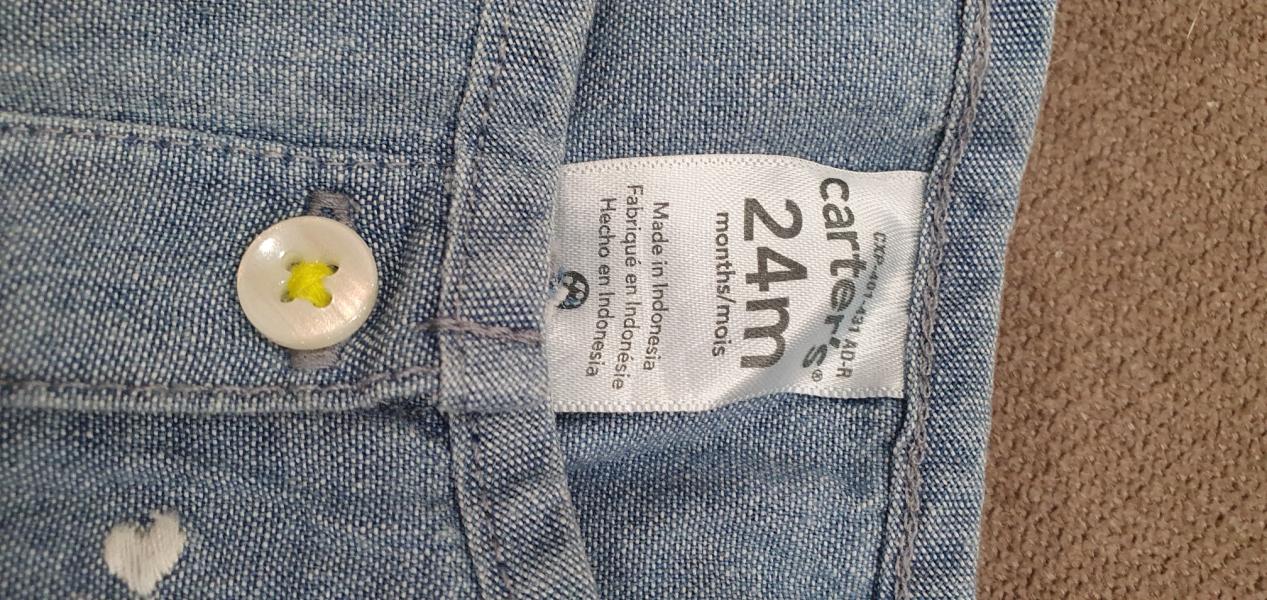 carter's®
24m
months/mois
Made in Indonesia
Fabriqué en Indonésie
Hecho en Indonesia